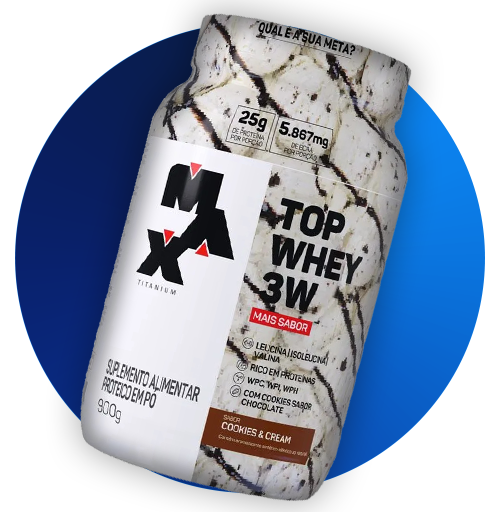 QUAL É A SUA META?
25g
DE PROTEÍNA
POR PORÇÃO
5.867mg
DE BCAA
POR PORÇÃO
MAX
TITANIUM
TOP
WHEY
3W
MAIS SABOR
LEUCINA | ISOLEUCINA |
VALINA
RICO EM PROTEÍNAS
WPC, WPI, WPH
COM COOKIES SABOR
CHOCOLATE
SUPLEMENTO ALIMENTAR
PROTEICO EM PÓ
900g
SABOR
COOKIES & CREAM